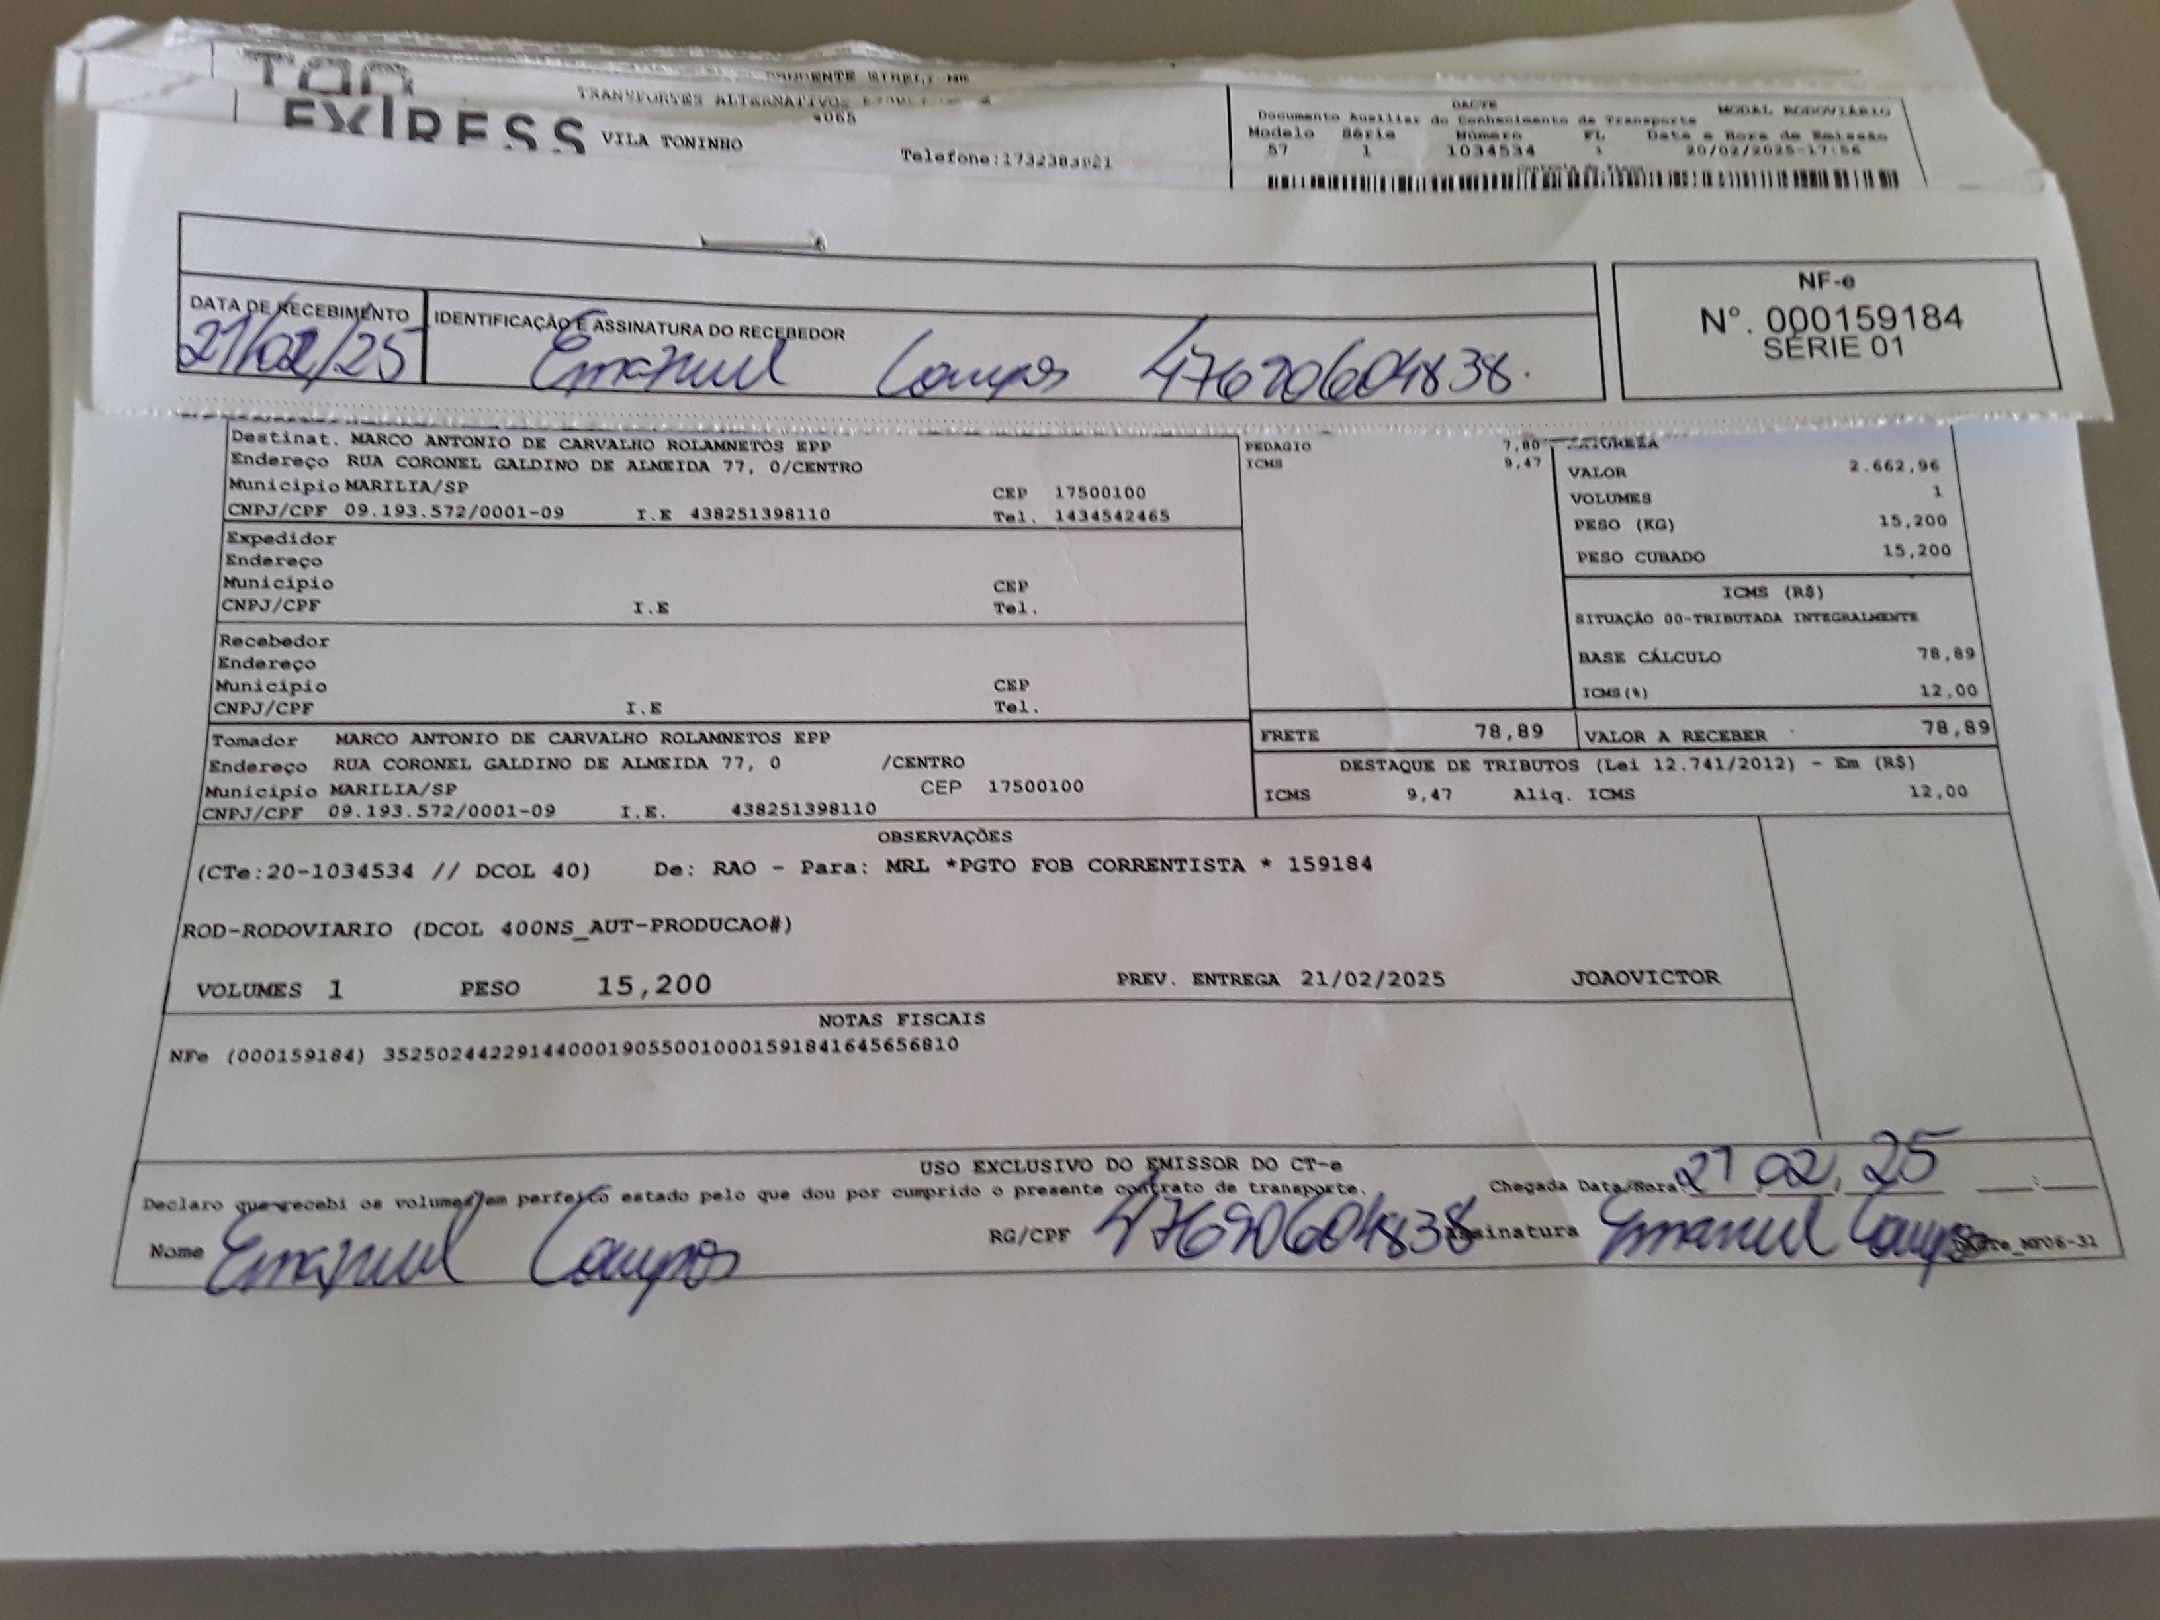 TRANSPORTES ALTERNATIVOS
VILA TONINHO
Telefone:1732383921
DACTE MODAL RODOVIÁRIO
Documento Auxiliar do Conhecimento de Transporte
Modelo Série Número FL Data e Hora de Emissão
57 1 1034534 1 20/02/2025-17:56
NF-e
N°. 000159184
SÉRIE 01
DATA DE RECEBIMENTO IDENTIFICAÇÃO E ASSINATURA DO RECEBEDOR
21/02/25 Emanuel Campos 47620604838.
Destinat. MARCO ANTONIO DE CARVALHO ROLAMNETOS EPP
Endereço RUA CORONEL GALDINO DE ALMEIDA 77, 0/CENTRO
Município MARILIA/SP CEP 17500100
CNPJ/CPF 09.193.572/0001-09 I.E 438251398110 Tel. 1434542465
PEDAGIO 7,80
ICMS 9,47
NATUREZA
VALOR 2.662,96
VOLUMES 1
PESO (KG) 15,200
PESO CUBADO 15,200
Expedidor
Endereço
Município CEP
CNPJ/CPF I.E Tel.
ICMS (R$)
SITUAÇÃO 00-TRIBUTADA INTEGRALMENTE
BASE CÁLCULO 78,89
ICMS(%) 12,00
Recebedor
Endereço
Município CEP
CNPJ/CPF I.E Tel.
FRETE 78,89 VALOR A RECEBER 78,89
Tomador MARCO ANTONIO DE CARVALHO ROLAMNETOS EPP
Endereço RUA CORONEL GALDINO DE ALMEIDA 77, 0 /CENTRO
Município MARILIA/SP CEP 17500100
CNPJ/CPF 09.193.572/0001-09 I.E. 438251398110
DESTAQUE DE TRIBUTOS (Lei 12.741/2012) - Em (R$)
ICMS 9,47 Aliq. ICMS 12,00
OBSERVAÇÕES
(CTe:20-1034534 // DCOL 40) De: RAO - Para: MRL *PGTO FOB CORRENTISTA * 159184
ROD-RODOVIARIO (DCOL 400NS_AUT-PRODUCAO#)
VOLUMES 1 PESO 15,200 PREV. ENTREGA 21/02/2025 JOAOVICTOR
NOTAS FISCAIS
NFe (000159184) 35250244229144000190550010001591841645656810
USO EXCLUSIVO DO EMISSOR DO CT-e
Declaro que recebi os volumes em perfeito estado pelo que dou por cumprido o presente contrato de transporte. Chegada Data/Hora 21 02, 25 __:__
Nome Emanuel Campos RG/CPF 47620604838 Assinatura Emanuel Campos